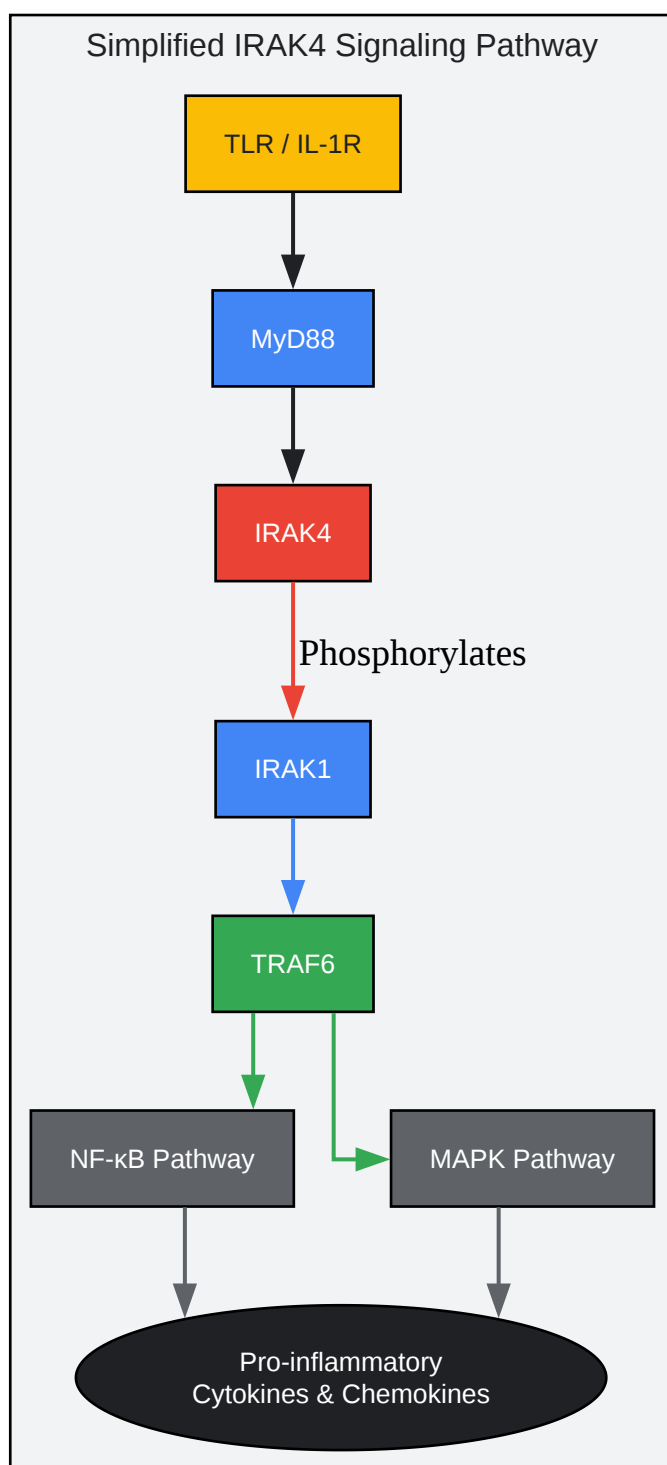 Simplified IRAK4 Signaling Pathway
TLR / IL-1R
MyD88
IRAK4
Phosphorylates
IRAK1
TRAF6
NF-κB Pathway
MAPK Pathway
Pro-inflammatory
Cytokines & Chemokines